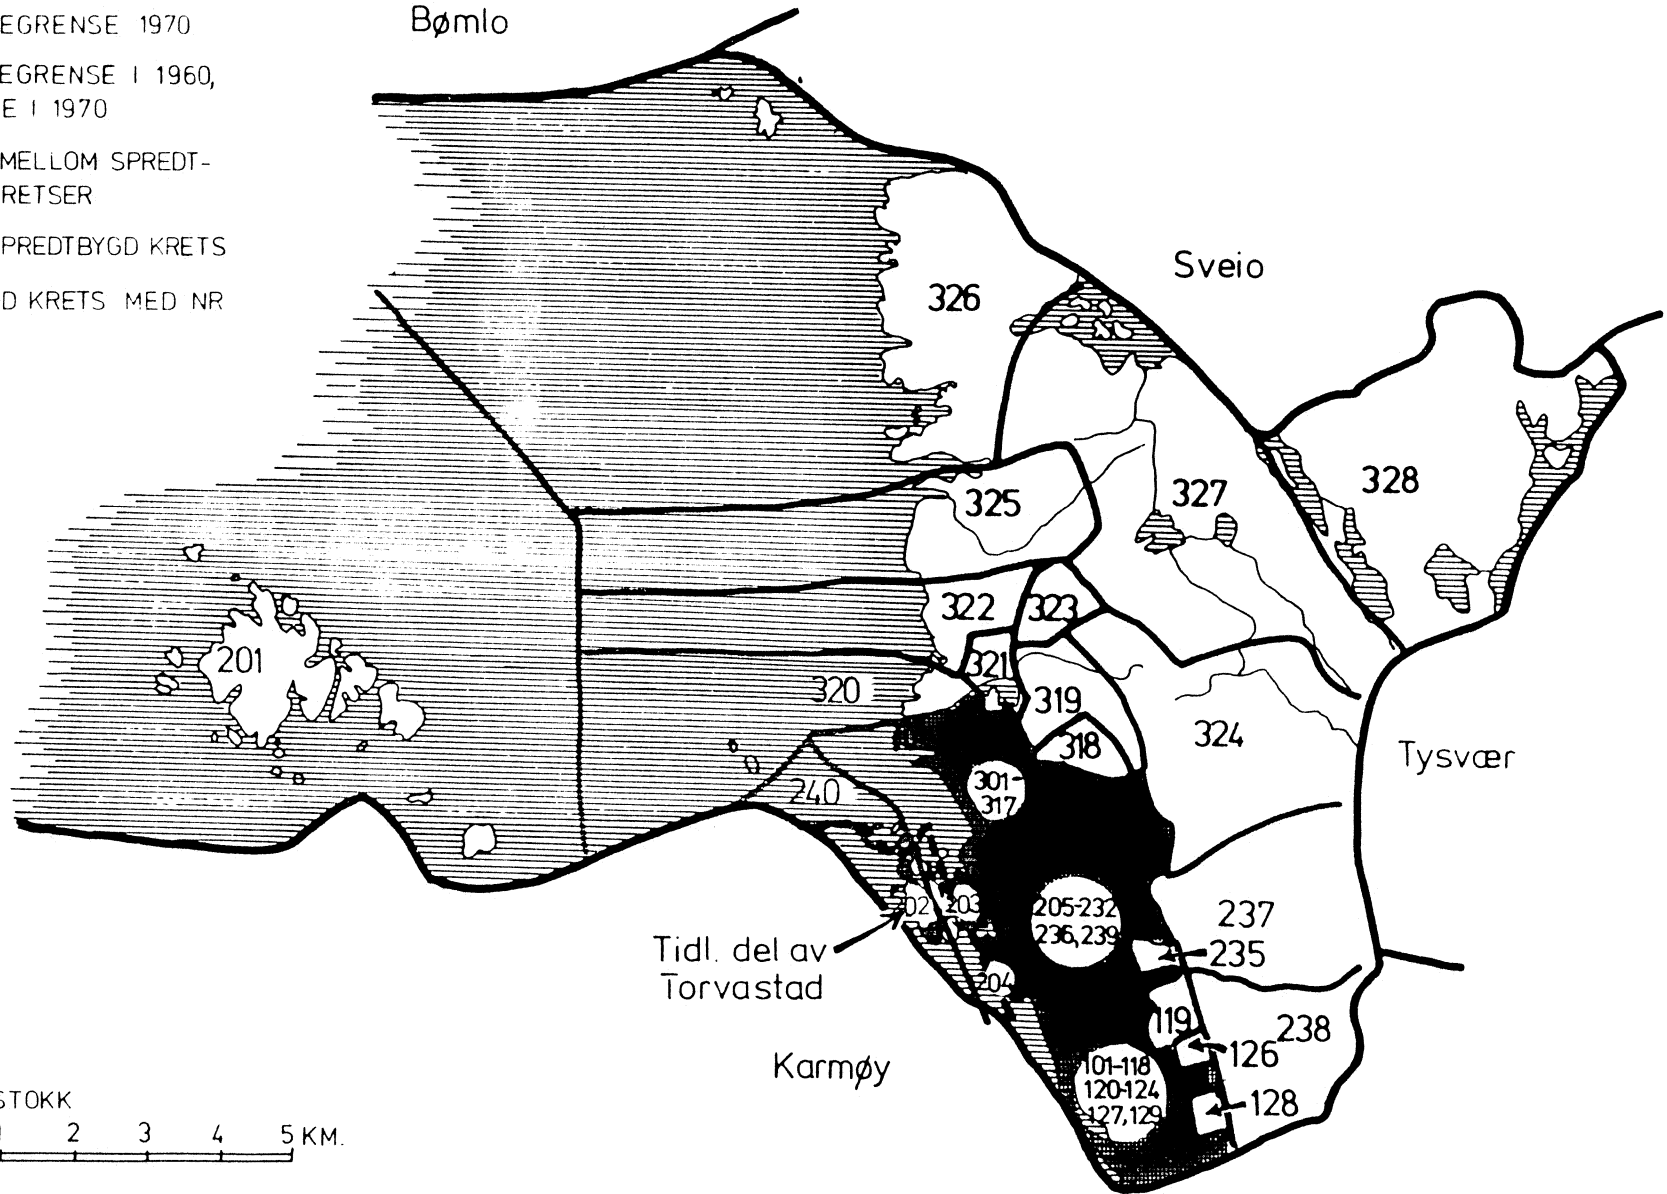 EGRENSE 1970
EGRENSE I 1960,
E I 1970
MELLOM SPREDT-
RETSER
PREDTBYGD KRETS
D KRETS MED NR
Bømlo
Sveio
326
325
327
328
322
323
321
201
320
319
318
324
Tysvær
240
301-
317
202
203
205-232
236,239
237
235
Tidl. del av
Torvastad
204
119
238
126
Karmøy
101-118
120-124
127,129
128
STOKK
2 3 4 5 KM.